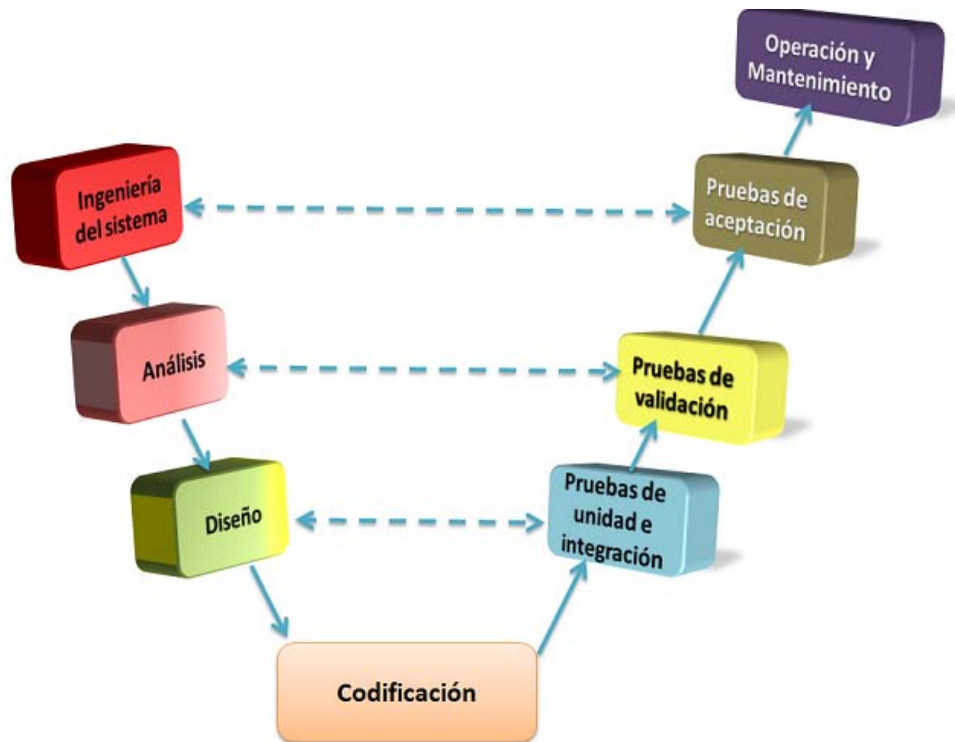 Operación y
Mantenimiento
Ingeniería
del sistema
Pruebas de
aceptación
Análisis
Pruebas de
validación
Diseño
Pruebas de
unidad e
integración
Codificación